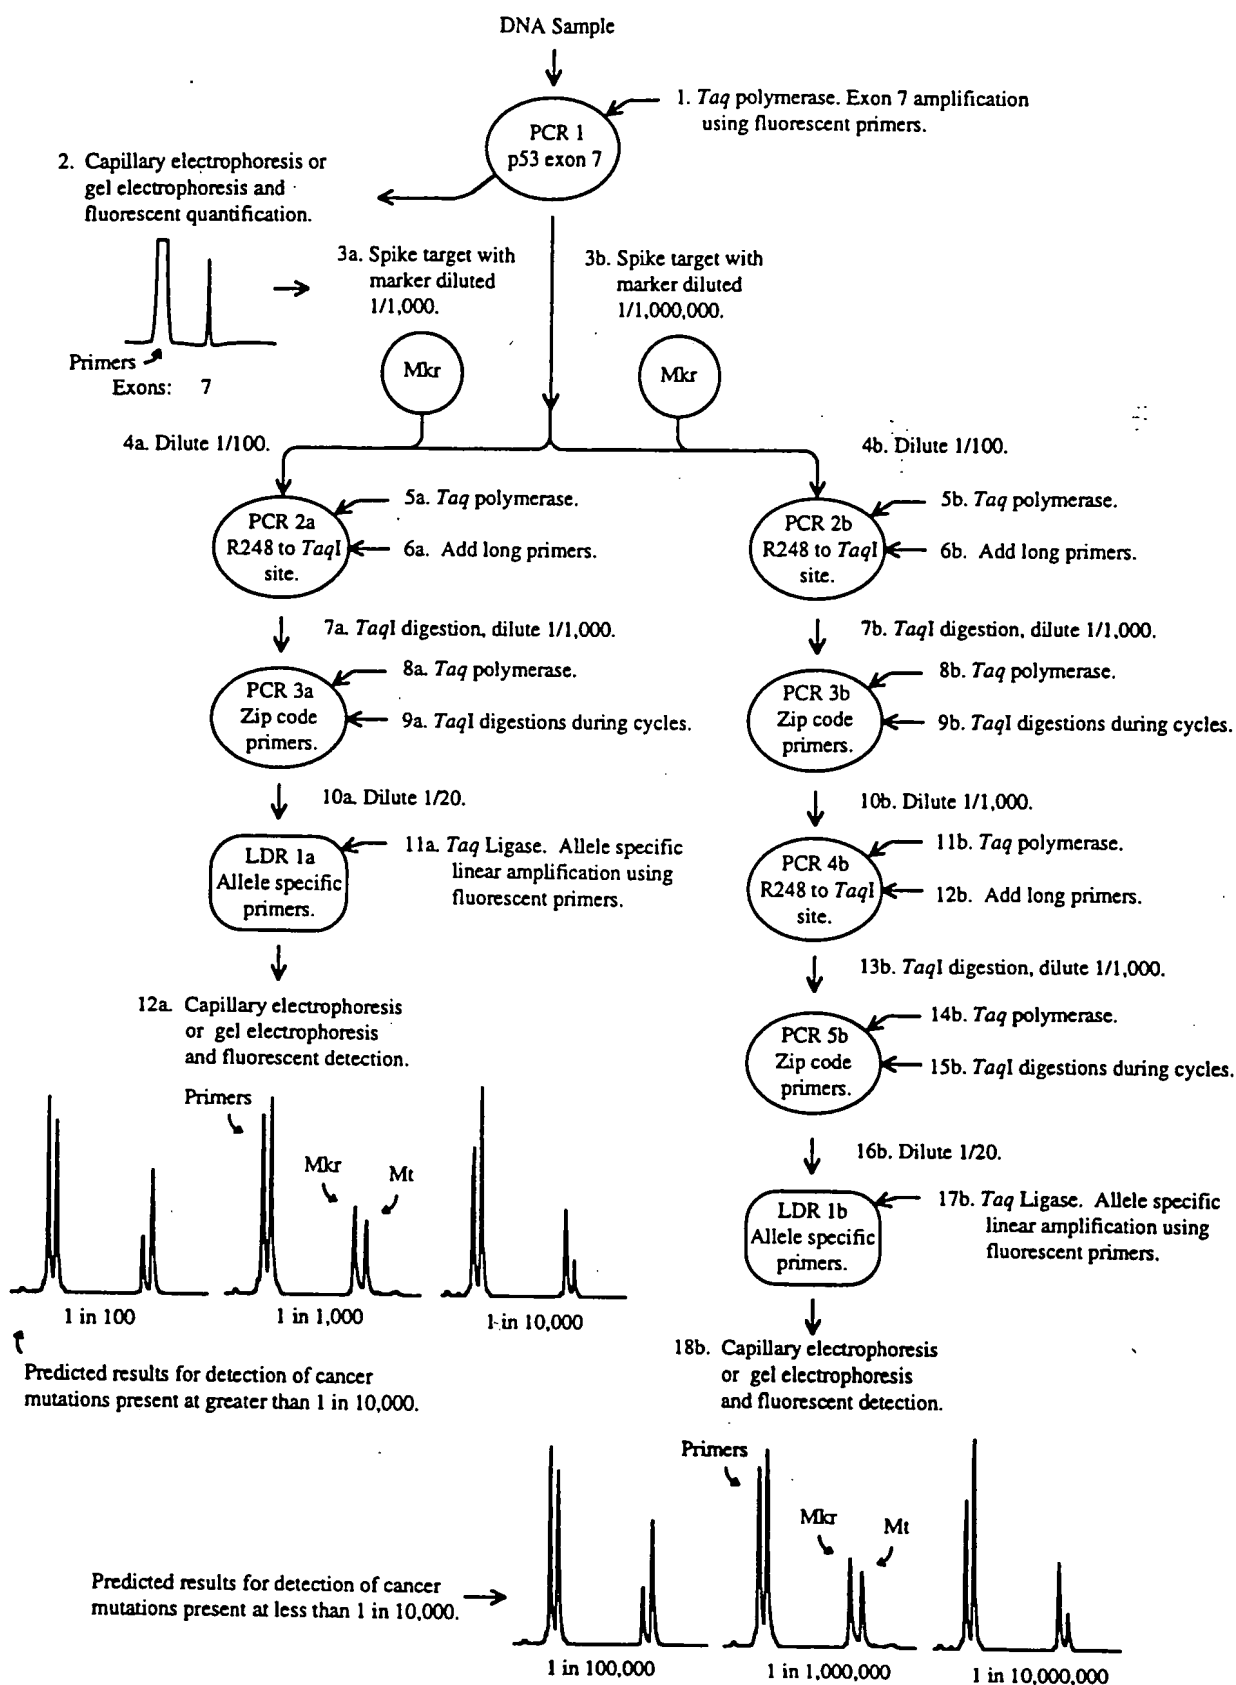 DNA Sample
PCR 1
p53 exon 7
1. Taq polymerase. Exon 7 amplification
using fluorescent primers.
2. Capillary electrophoresis or
gel electrophoresis and
fluorescent quantification.
Primers
Exons: 7
3a. Spike target with
marker diluted
1/1,000.
Mkr
3b. Spike target with
marker diluted
1/1,000,000.
Mkr
4a. Dilute 1/100.
4b. Dilute 1/100.
PCR 2a
R248 to TaqI
site.
5a. Taq polymerase.
6a. Add long primers.
PCR 2b
R248 to TaqI
site.
5b. Taq polymerase.
6b. Add long primers.
7a. TaqI digestion, dilute 1/1,000.
7b. TaqI digestion, dilute 1/1,000.
PCR 3a
Zip code
primers.
8a. Taq polymerase.
9a. TaqI digestions during cycles.
PCR 3b
Zip code
primers.
8b. Taq polymerase.
9b. TaqI digestions during cycles.
10a. Dilute 1/20.
10b. Dilute 1/1,000.
LDR 1a
Allele specific
primers.
11a. Taq Ligase. Allele specific
linear amplification using
fluorescent primers.
PCR 4b
R248 to TaqI
site.
11b. Taq polymerase.
12b. Add long primers.
13b. TaqI digestion, dilute 1/1,000.
12a. Capillary electrophoresis
or gel electrophoresis
and fluorescent detection.
PCR 5b
Zip code
primers.
14b. Taq polymerase.
15b. TaqI digestions during cycles.
Primers
Mkr
Mt
1 in 100
1 in 1,000
1 in 10,000
Predicted results for detection of cancer
mutations present at greater than 1 in 10,000.
16b. Dilute 1/20.
LDR 1b
Allele specific
primers.
17b. Taq Ligase. Allele specific
linear amplification using
fluorescent primers.
18b. Capillary electrophoresis
or gel electrophoresis
and fluorescent detection.
Primers
Mkr
Mt
Predicted results for detection of cancer
mutations present at less than 1 in 10,000.
1 in 100,000
1 in 1,000,000
1 in 10,000,000